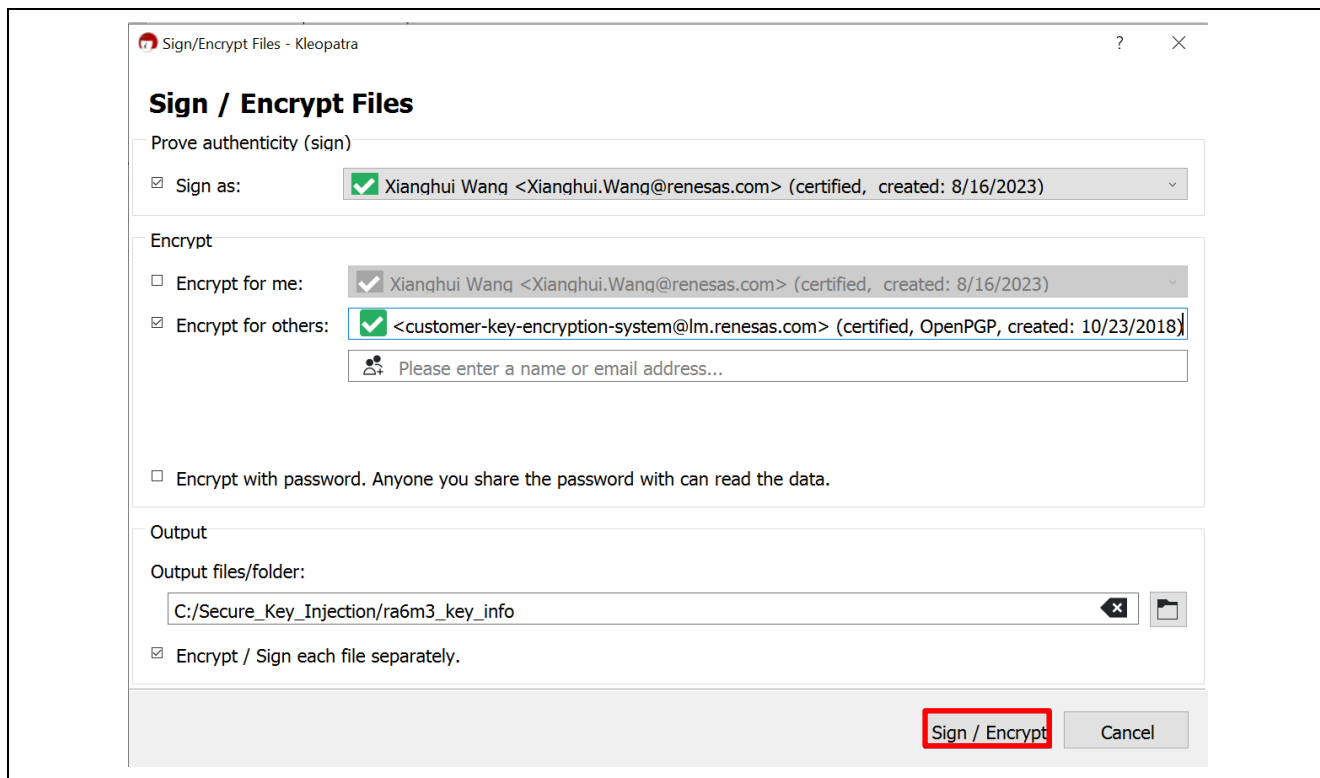 Sign/Encrypt Files - Kleopatra ?
Sign / Encrypt Files
Prove authenticity (sign)
Sign as: Xianghui Wang <Xianghui.Wang@renesas.com> (certified, created: 8/16/2023)
Encrypt
Encrypt for me: Xianghui Wang <Xianghui.Wang@renesas.com> (certified, created: 8/16/2023)
Encrypt for others: <customer-key-encryption-system@lm.renesas.com> (certified, OpenPGP, created: 10/23/2018)
Please enter a name or email address...
Encrypt with password. Anyone you share the password with can read the data.
Output
Output files/folder:
C:/Secure_Key_Injection/ra6m3_key_info
Encrypt / Sign each file separately.
Sign / Encrypt Cancel